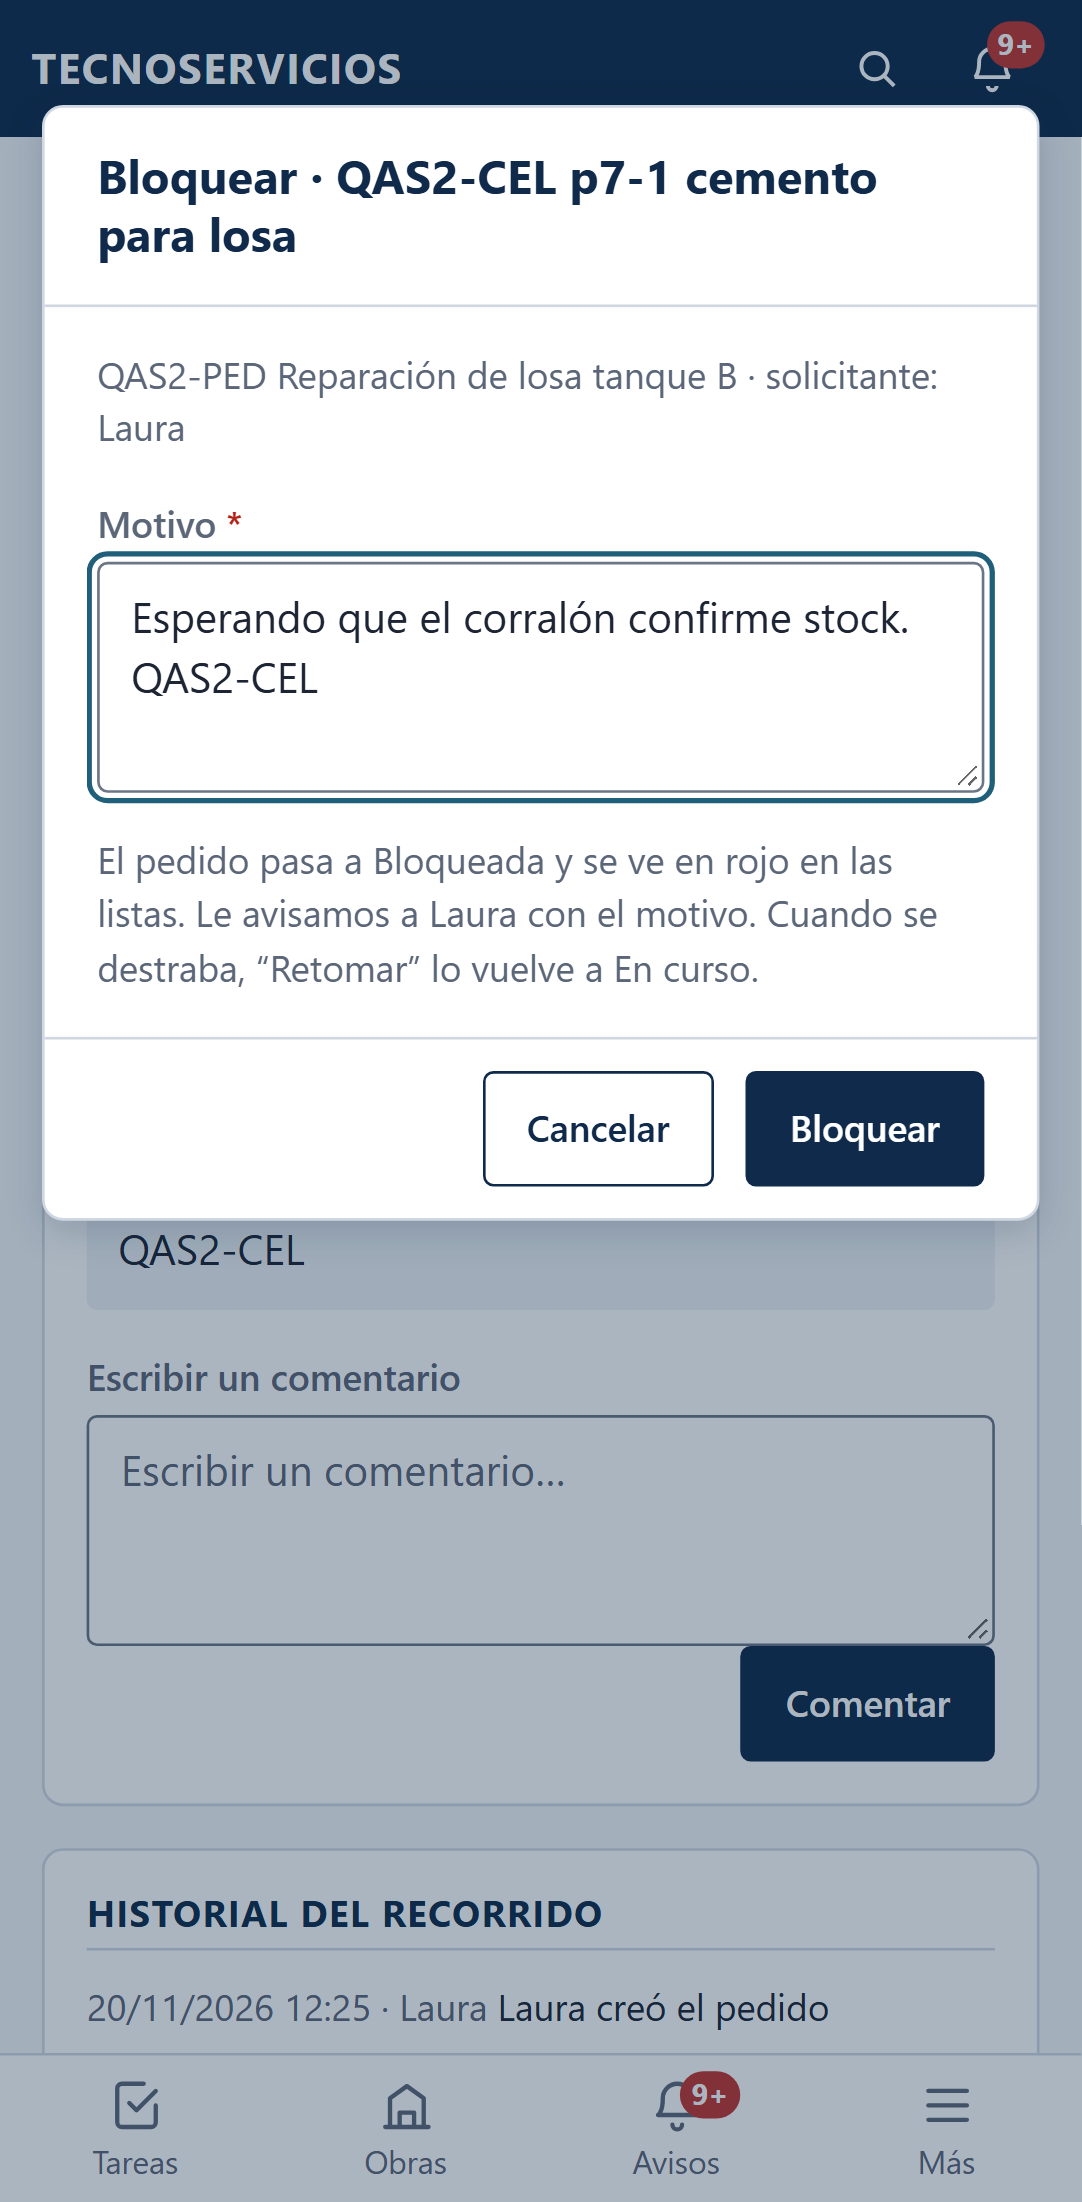 TECNOSERVICIOS
9+
Bloquear · QAS2-CEL p7-1 cemento
para losa
QAS2-PED Reparación de losa tanque B · solicitante:
Laura
Motivo *
Esperando que el corralón confirme stock.
QAS2-CEL
El pedido pasa a Bloqueada y se ve en rojo en las
listas. Le avisamos a Laura con el motivo. Cuando se
destraba, “Retomar” lo vuelve a En curso.
Cancelar
Bloquear
QAS2-CEL
Escribir un comentario
Escribir un comentario...
Comentar
HISTORIAL DEL RECORRIDO
20/11/2026 12:25 · Laura Laura creó el pedido
9+
Tareas
Obras
Avisos
Más